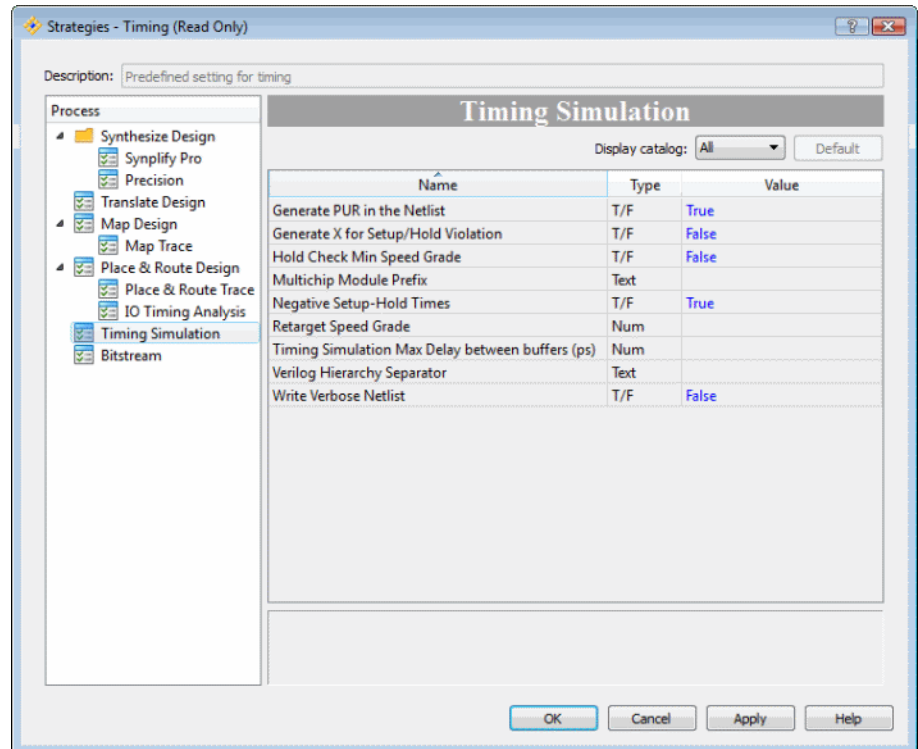 Strategies - Timing (Read Only)
Description: Predefined setting for timing
Process
Synthesize Design
Synplify Pro
Precision
Translate Design
Map Design
Map Trace
Place & Route Design
Place & Route Trace
IO Timing Analysis
Timing Simulation
Bitstream
Timing Simulation
Display catalog: All Default
Name Type Value
Generate PUR in the Netlist T/F True
Generate X for Setup/Hold Violation T/F False
Hold Check Min Speed Grade T/F False
Multichip Module Prefix Text
Negative Setup-Hold Times T/F True
Retarget Speed Grade Num
Timing Simulation Max Delay between buffers (ps) Num
Verilog Hierarchy Separator Text
Write Verbose Netlist T/F False
OK Cancel Apply Help